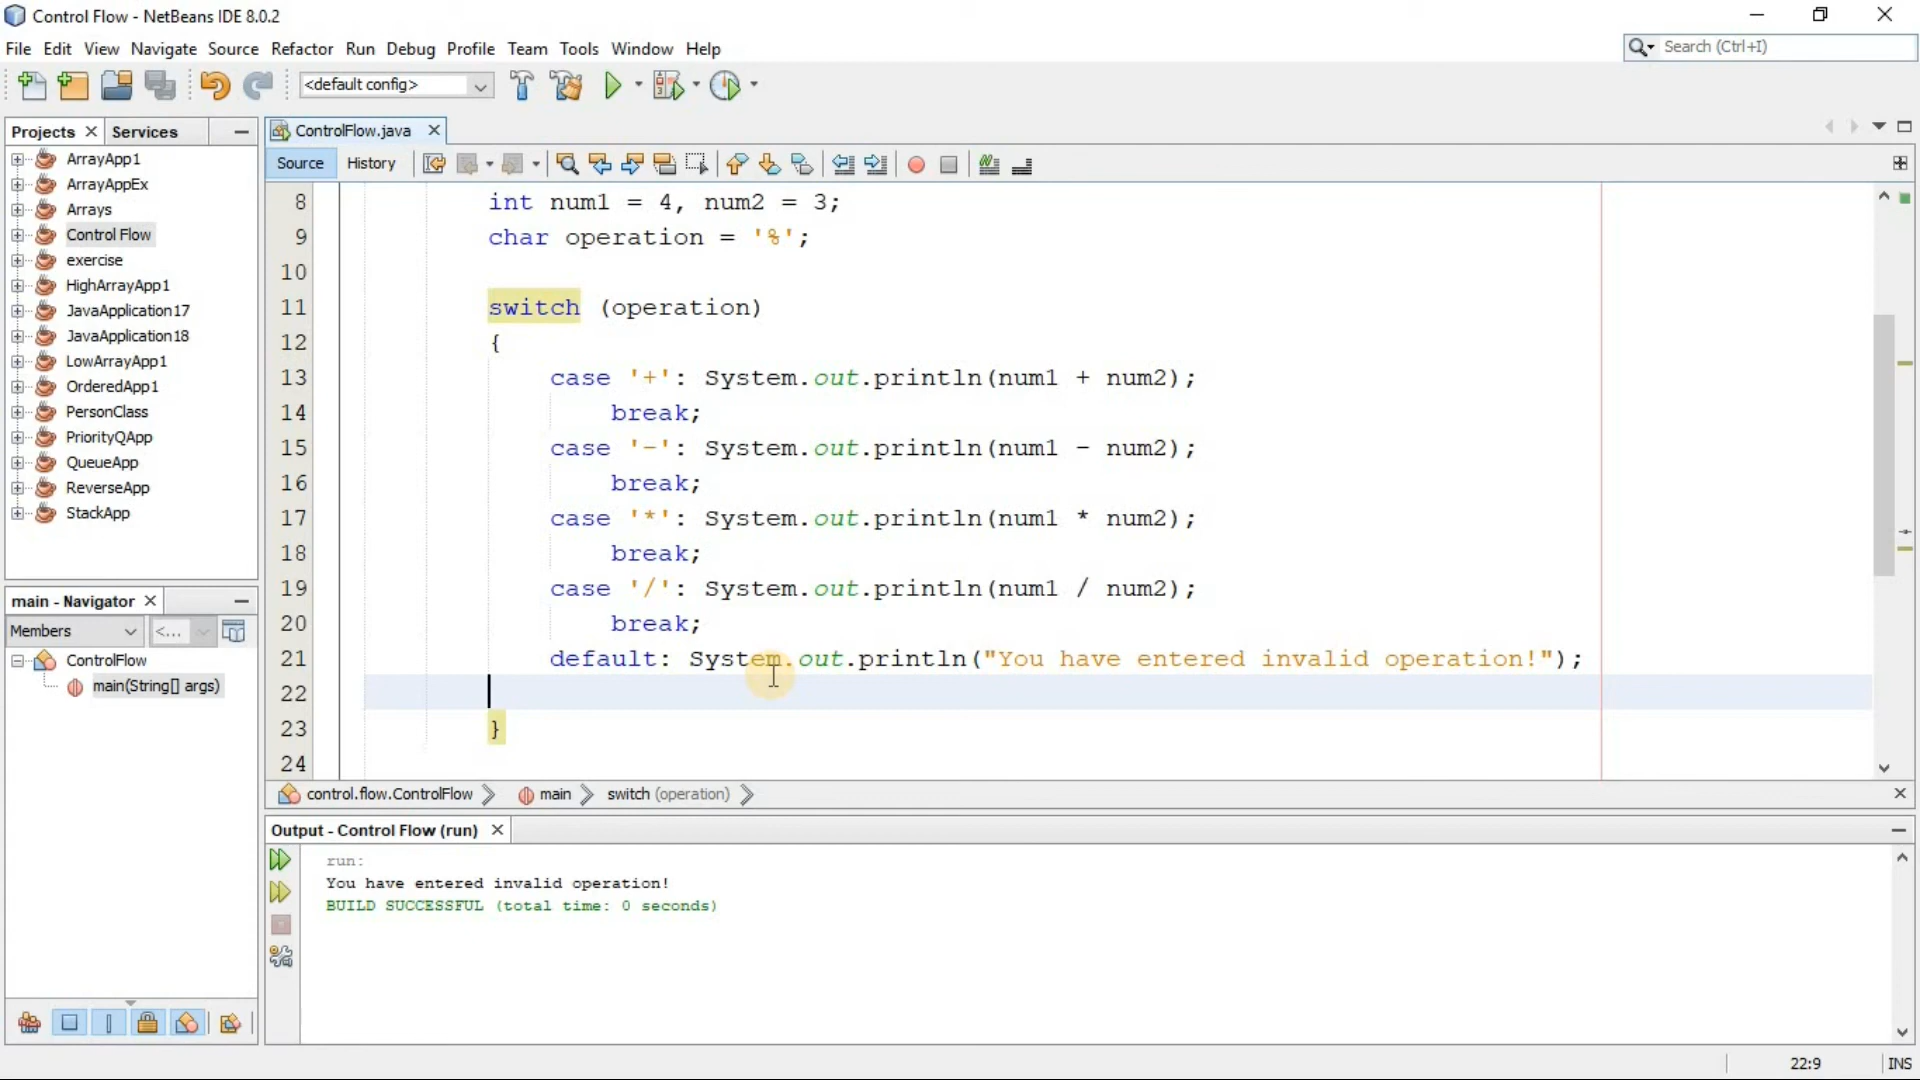 Control Flow - NetBeans IDE 8.0.2
File Edit View Navigate Source Refactor Run Debug Profile Team Tools Window Help
Search (Ctrl+I)
<default config>
Projects
Services
ArrayApp1
ArrayAppEx
Arrays
Control Flow
exercise
HighArrayApp1
JavaApplication17
JavaApplication18
LowArrayApp1
OrderedApp1
PersonClass
PriorityQApp
QueueApp
ReverseApp
StackApp
main - Navigator
Members
<...
ControlFlow
main(String[] args)
ControlFlow.java
Source History
8 int num1 = 4, num2 = 3;
9 char operation = '%';
10
11 switch (operation)
12 {
13 case '+': System.out.println(num1 + num2);
14 break;
15 case '-': System.out.println(num1 - num2);
16 break;
17 case '*': System.out.println(num1 * num2);
18 break;
19 case '/': System.out.println(num1 / num2);
20 break;
21 default: System.out.println("You have entered invalid operation!");
22
23 }
24
control.flow.ControlFlow main switch (operation)
Output - Control Flow (run)
run:
You have entered invalid operation!
BUILD SUCCESSFUL (total time: 0 seconds)
22:9 INS